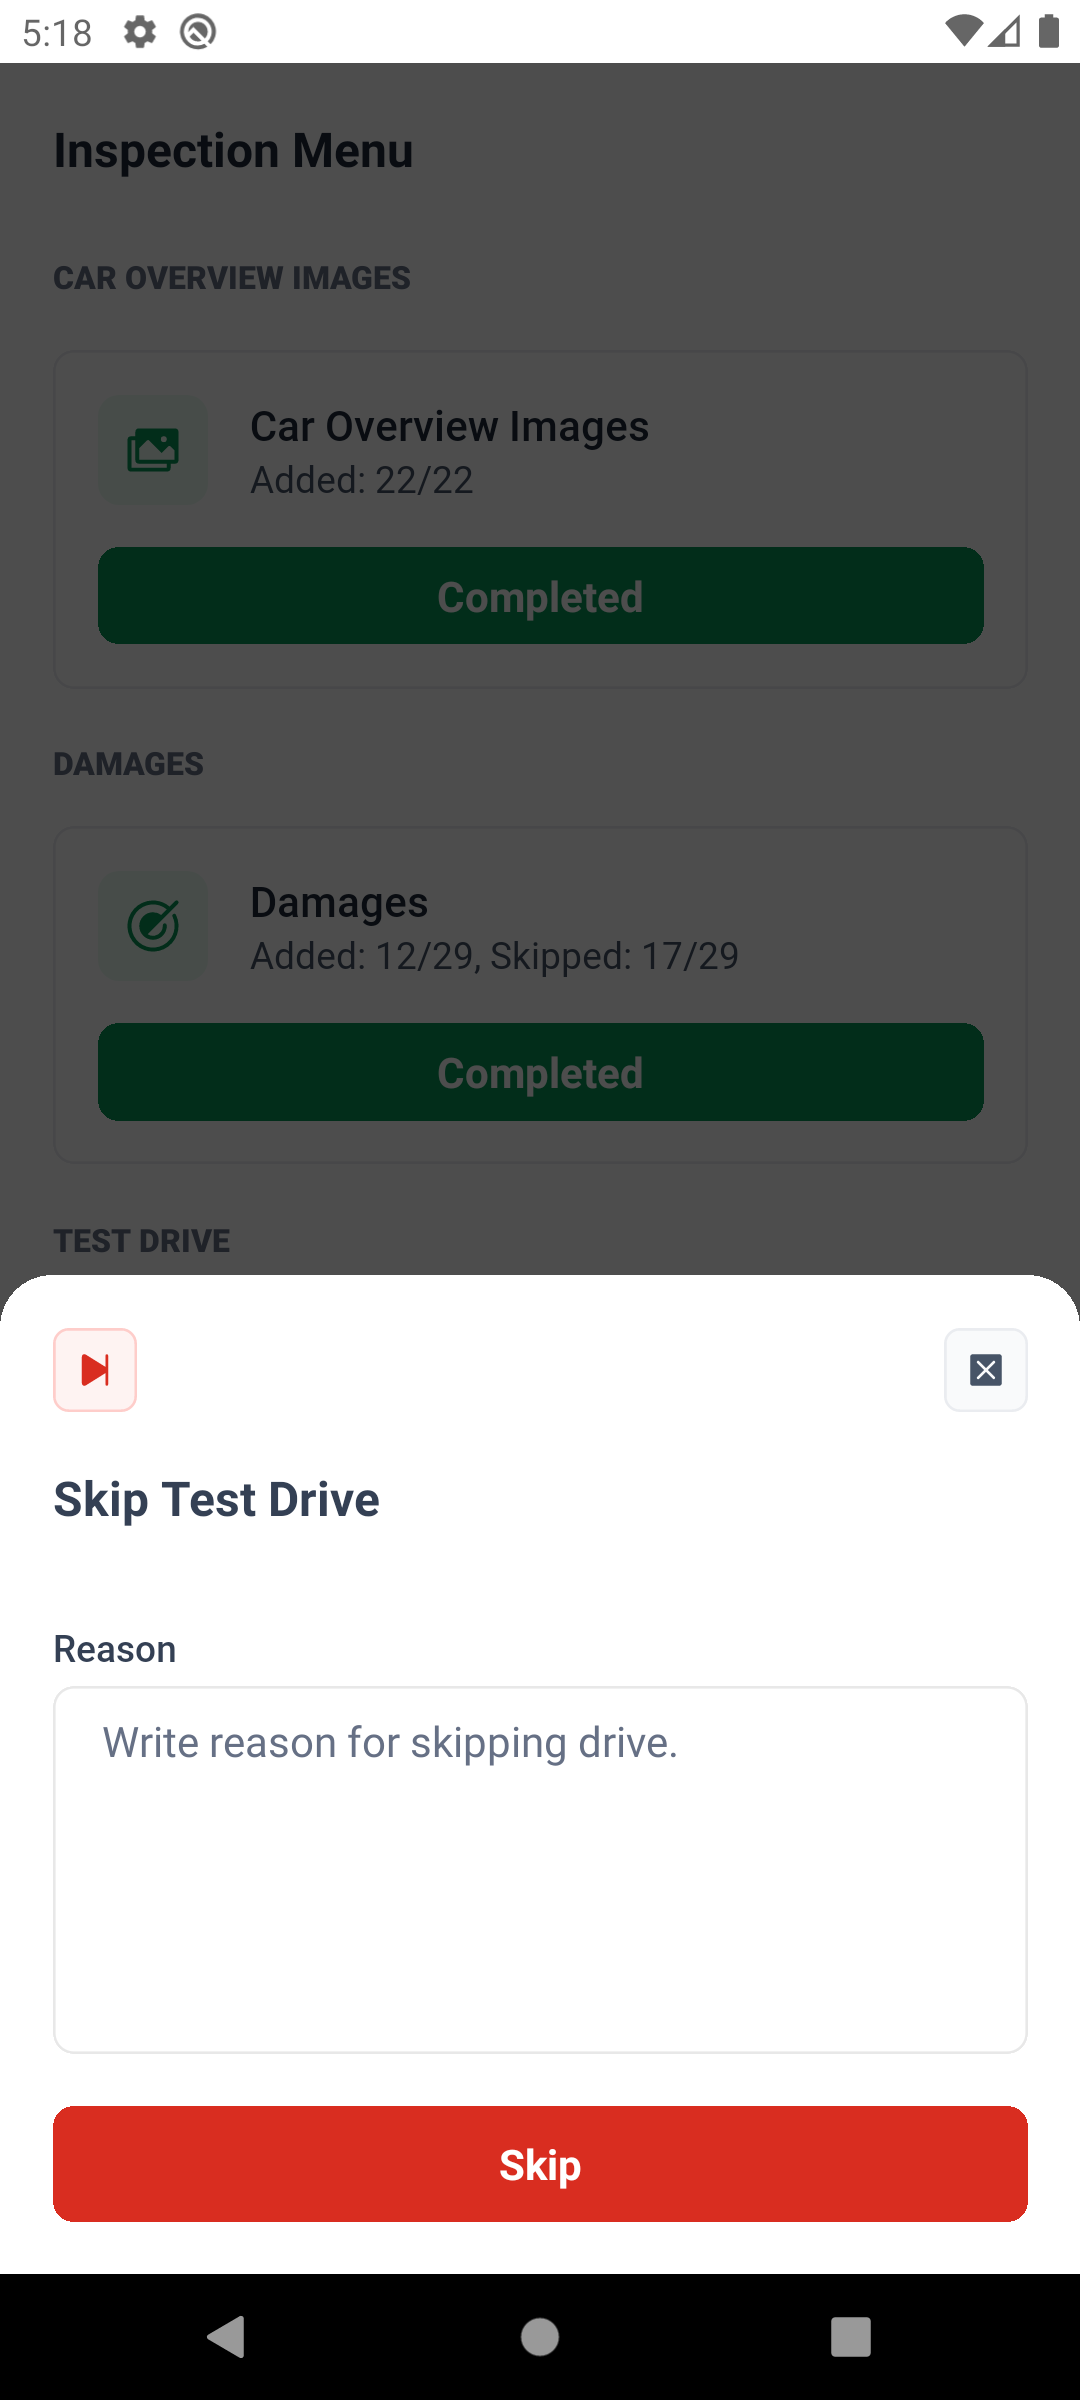 5:18
Inspection Menu
CAR OVERVIEW IMAGES
Car Overview Images
Added: 22/22
Completed
DAMAGES
Damages
Added: 12/29, Skipped: 17/29
Completed
TEST DRIVE
Skip Test Drive
Reason
Write reason for skipping drive.
Skip